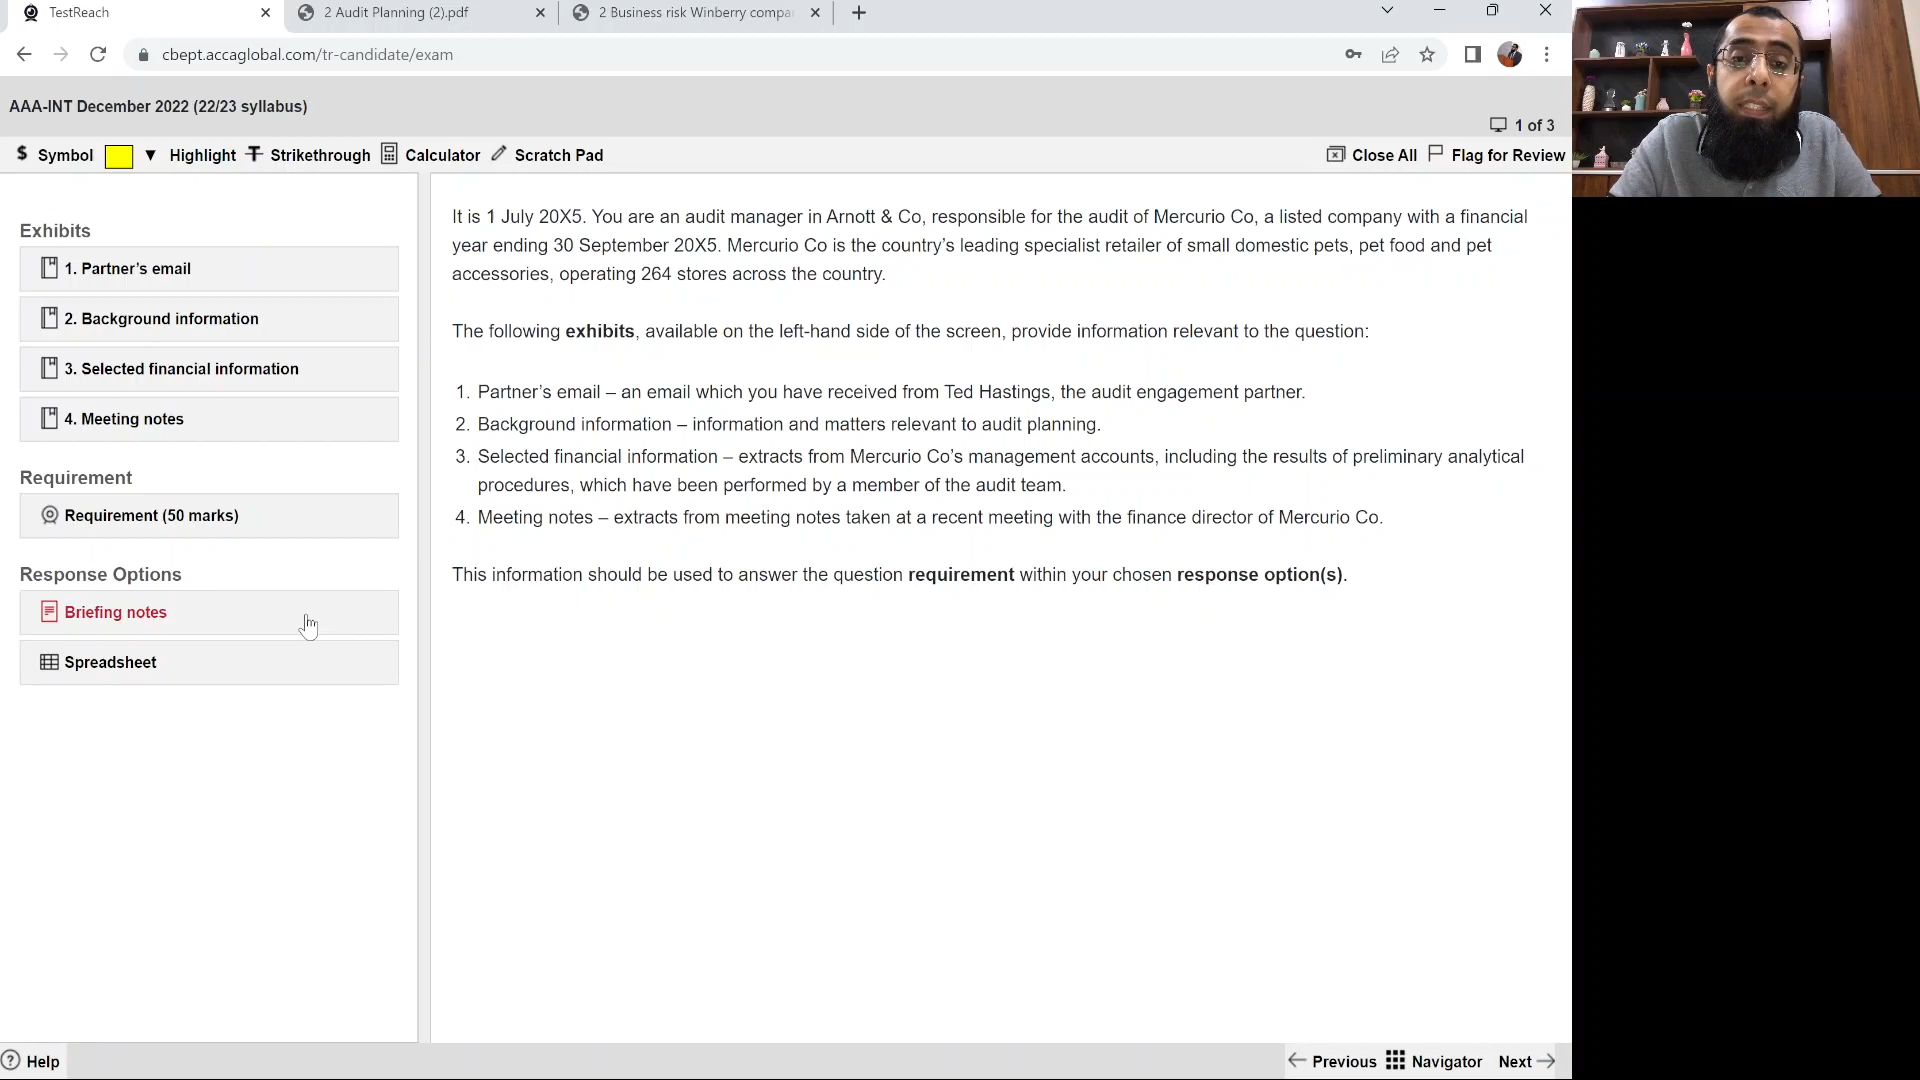 TestReach
2 Audit Planning (2).pdf
2 Business risk Winberry compa
cbept.accaglobal.com/tr-candidate/exam
AAA-INT December 2022 (22/23 syllabus)
1 of 3
$ Symbol Highlight Strikethrough Calculator Scratch Pad Close All Flag for Review
Exhibits
1. Partner's email
2. Background information
3. Selected financial information
4. Meeting notes
Requirement
Requirement (50 marks)
Response Options
Briefing notes
Spreadsheet
It is 1 July 20X5. You are an audit manager in Arnott & Co, responsible for the audit of Mercurio Co, a listed company with a financial
year ending 30 September 20X5. Mercurio Co is the country's leading specialist retailer of small domestic pets, pet food and pet
accessories, operating 264 stores across the country.
The following exhibits, available on the left-hand side of the screen, provide information relevant to the question:
1. Partner's email – an email which you have received from Ted Hastings, the audit engagement partner.
2. Background information – information and matters relevant to audit planning.
3. Selected financial information – extracts from Mercurio Co's management accounts, including the results of preliminary analytical
procedures, which have been performed by a member of the audit team.
4. Meeting notes – extracts from meeting notes taken at a recent meeting with the finance director of Mercurio Co.
This information should be used to answer the question requirement within your chosen response option(s).
Help
Previous Navigator Next